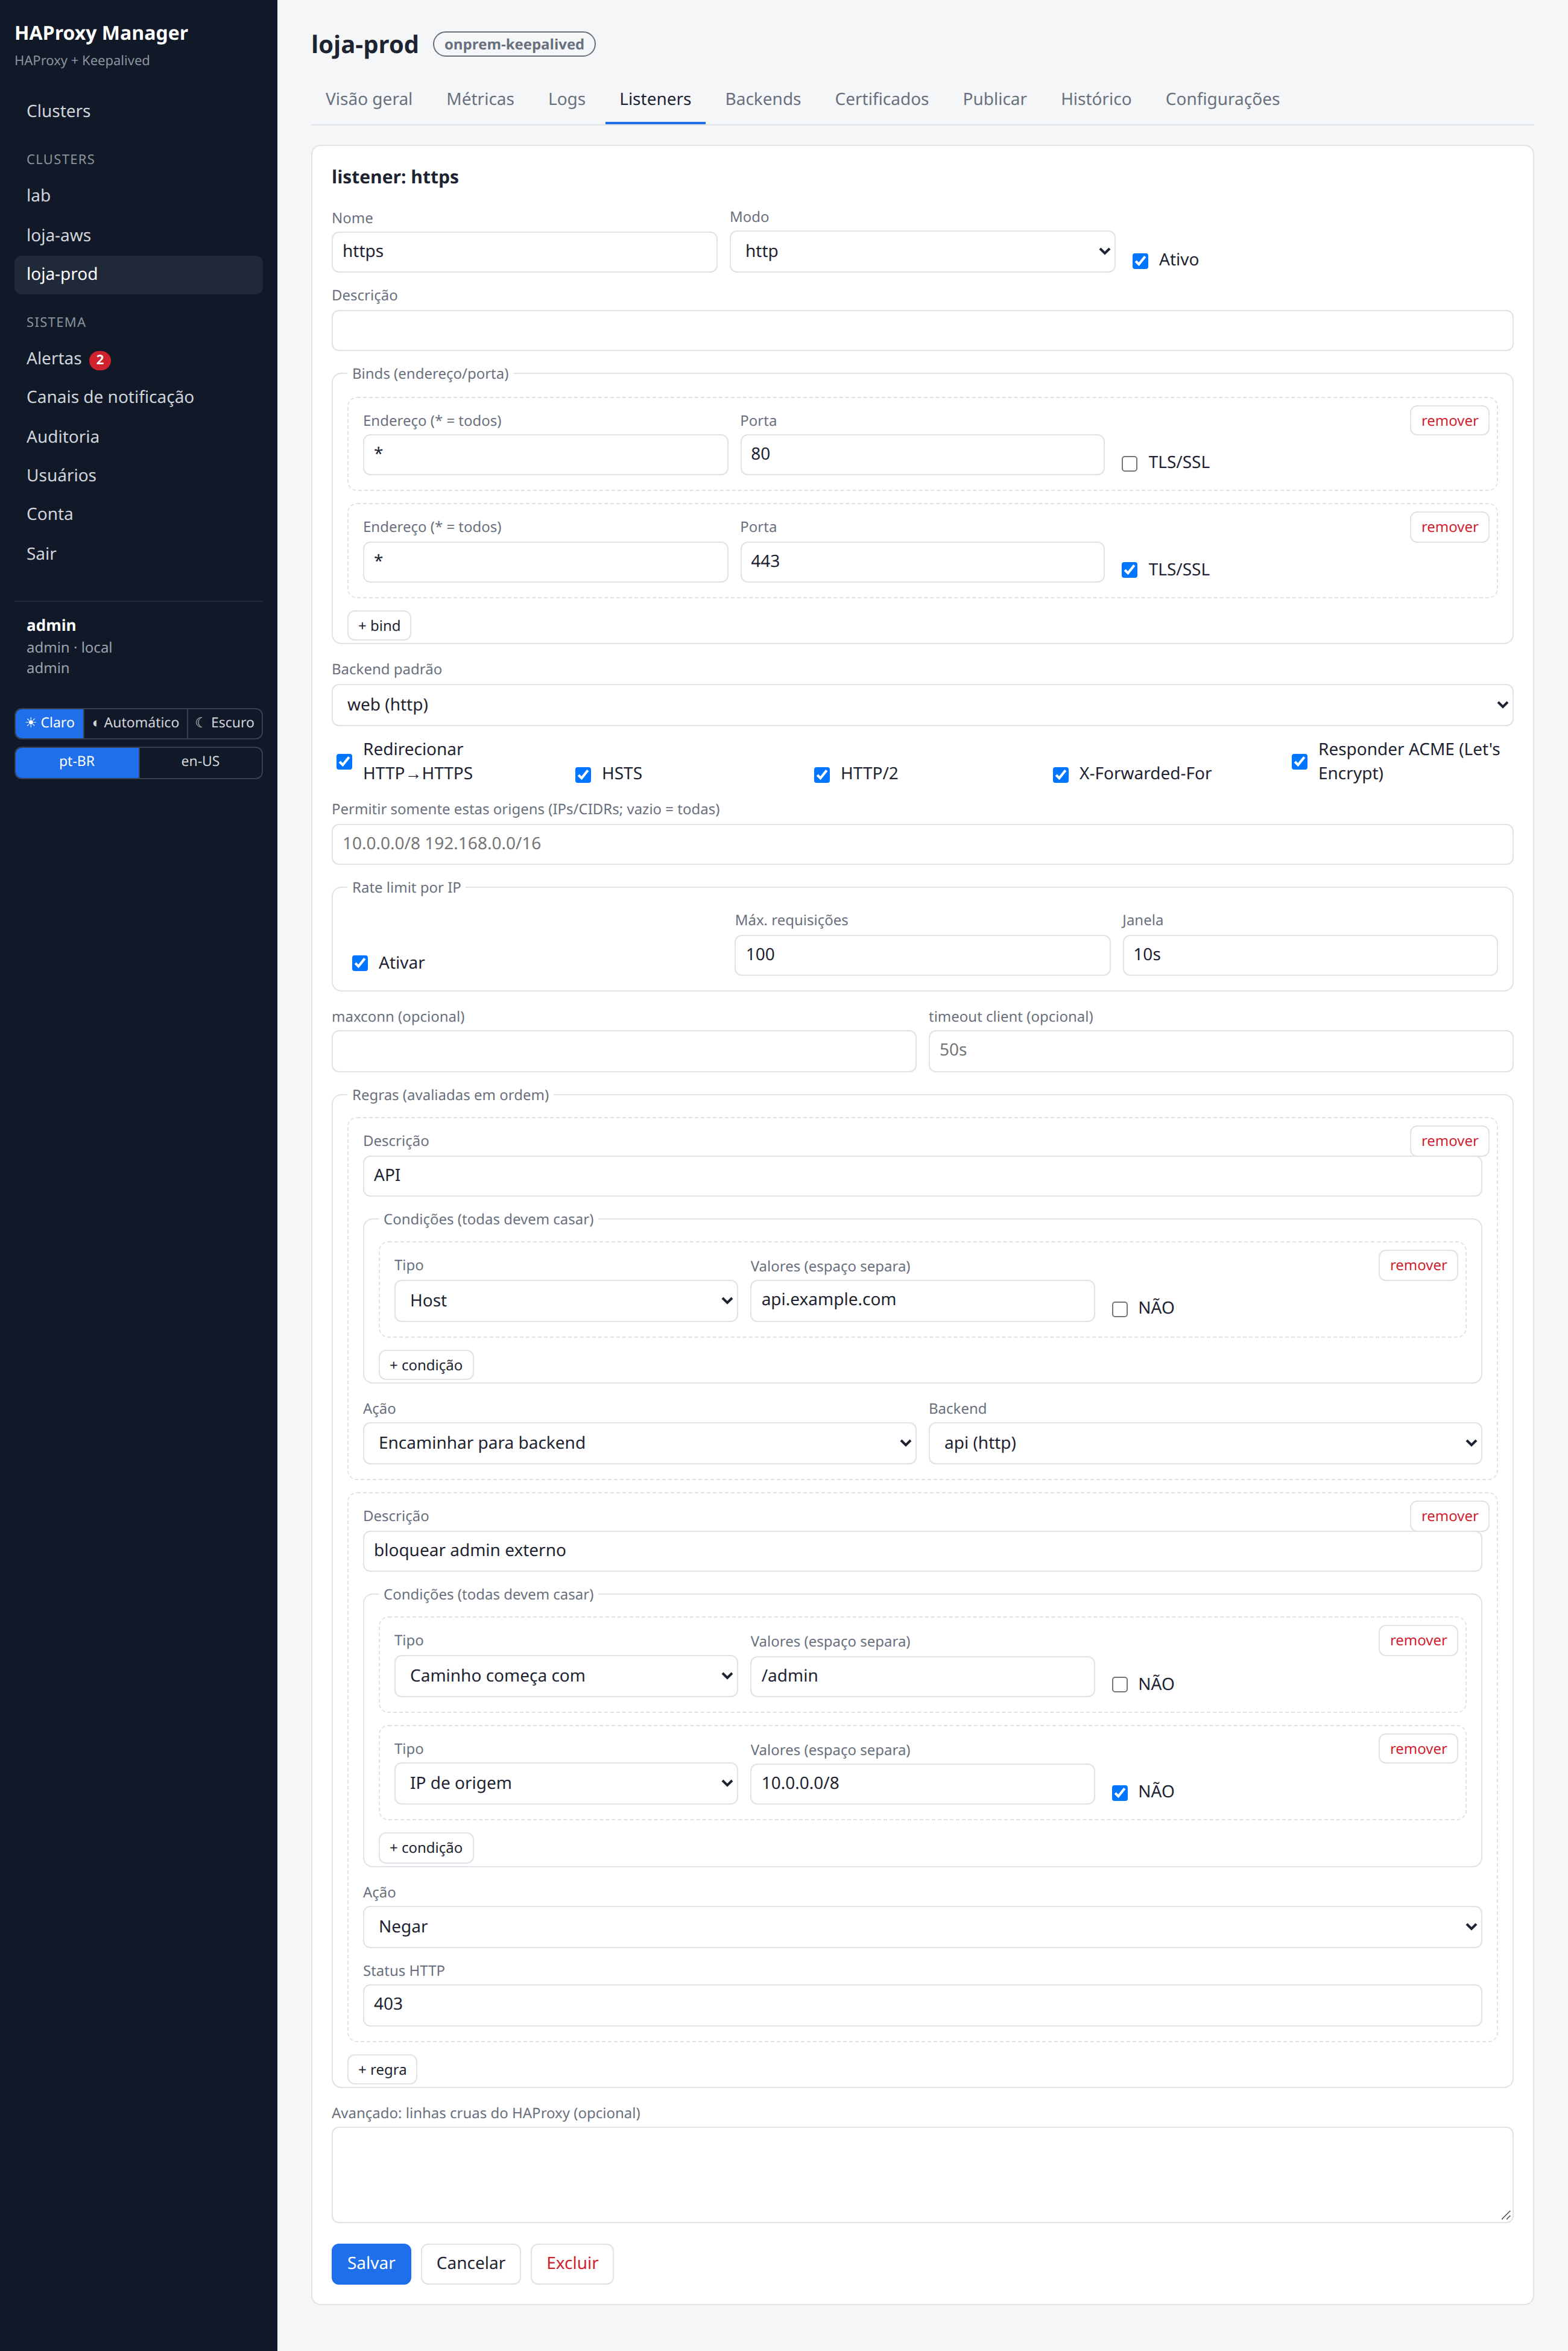 HAProxy Manager
HAProxy + Keepalived
Clusters
CLUSTERS
lab
loja-aws
loja-prod
SISTEMA
Alertas 2
Canais de notificação
Auditoria
Usuários
Conta
Sair
admin
admin · local
admin
☀ Claro Automático ☾ Escuro
pt-BR en-US
loja-prod onprem-keepalived
Visão geral Métricas Logs Listeners Backends Certificados Publicar Histórico Configurações
listener: https
Nome Modo
https http Ativo
Descrição
Binds (endereço/porta)
Endereço (* = todos) Porta remover
* 80 TLS/SSL
Endereço (* = todos) Porta remover
* 443 TLS/SSL
+ bind
Backend padrão
web (http)
Redirecionar HTTP→HTTPS HSTS HTTP/2 X-Forwarded-For Responder ACME (Let's Encrypt)
Permitir somente estas origens (IPs/CIDRs; vazio = todas)
10.0.0.0/8 192.168.0.0/16
Rate limit por IP
Máx. requisições Janela
Ativar 100 10s
maxconn (opcional) timeout client (opcional)
50s
Regras (avaliadas em ordem)
Descrição remover
API
Condições (todas devem casar)
Tipo Valores (espaço separa) remover
Host api.example.com NÃO
+ condição
Ação Backend
Encaminhar para backend api (http)
Descrição remover
bloquear admin externo
Condições (todas devem casar)
Tipo Valores (espaço separa) remover
Caminho começa com /admin NÃO
Tipo Valores (espaço separa) remover
IP de origem 10.0.0.0/8 NÃO
+ condição
Ação
Negar
Status HTTP
403
+ regra
Avançado: linhas cruas do HAProxy (opcional)
Salvar Cancelar Excluir